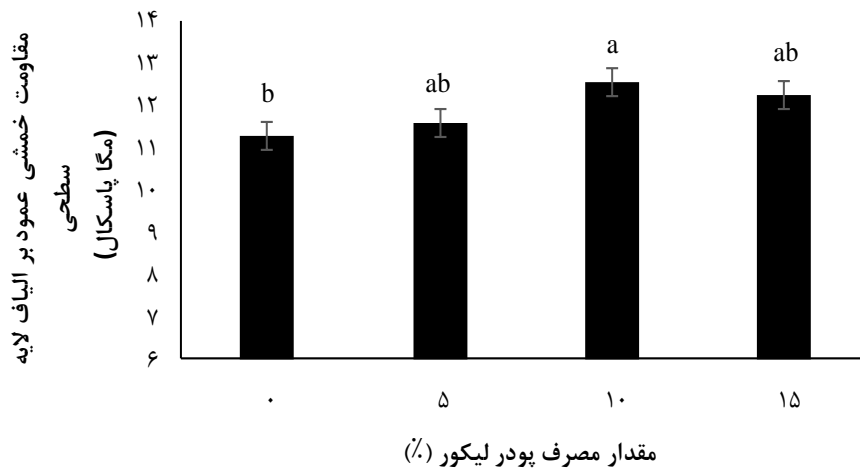 مقاومت خمشی عمود بر الیاف لایه
سطحی
(مگا پاسکال)
۱۴
۱۳
۱۲
۱۱
۱۰
۹
۸
۷
۶
b
ab
a
ab
۰
۵
۱۰
۱۵
مقدار مصرف پودر لیکور (٪)